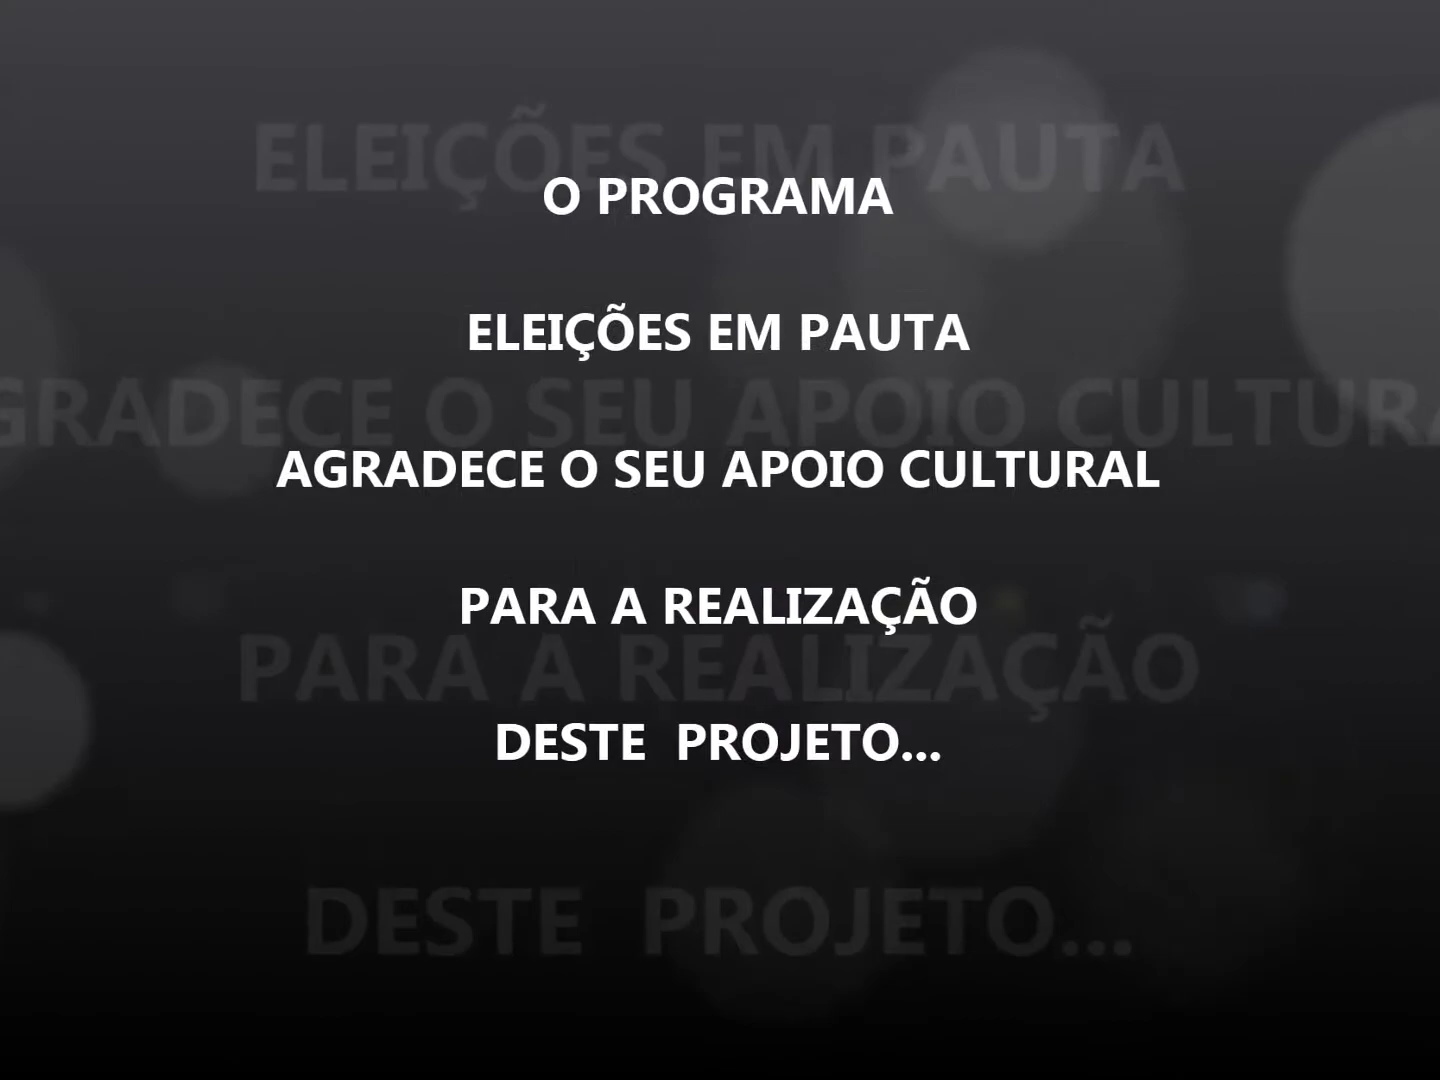 O PROGRAMA
ELEIÇÕES EM PAUTA
AGRADECE O SEU APOIO CULTURAL
PARA A REALIZAÇÃO
DESTE  PROJETO...